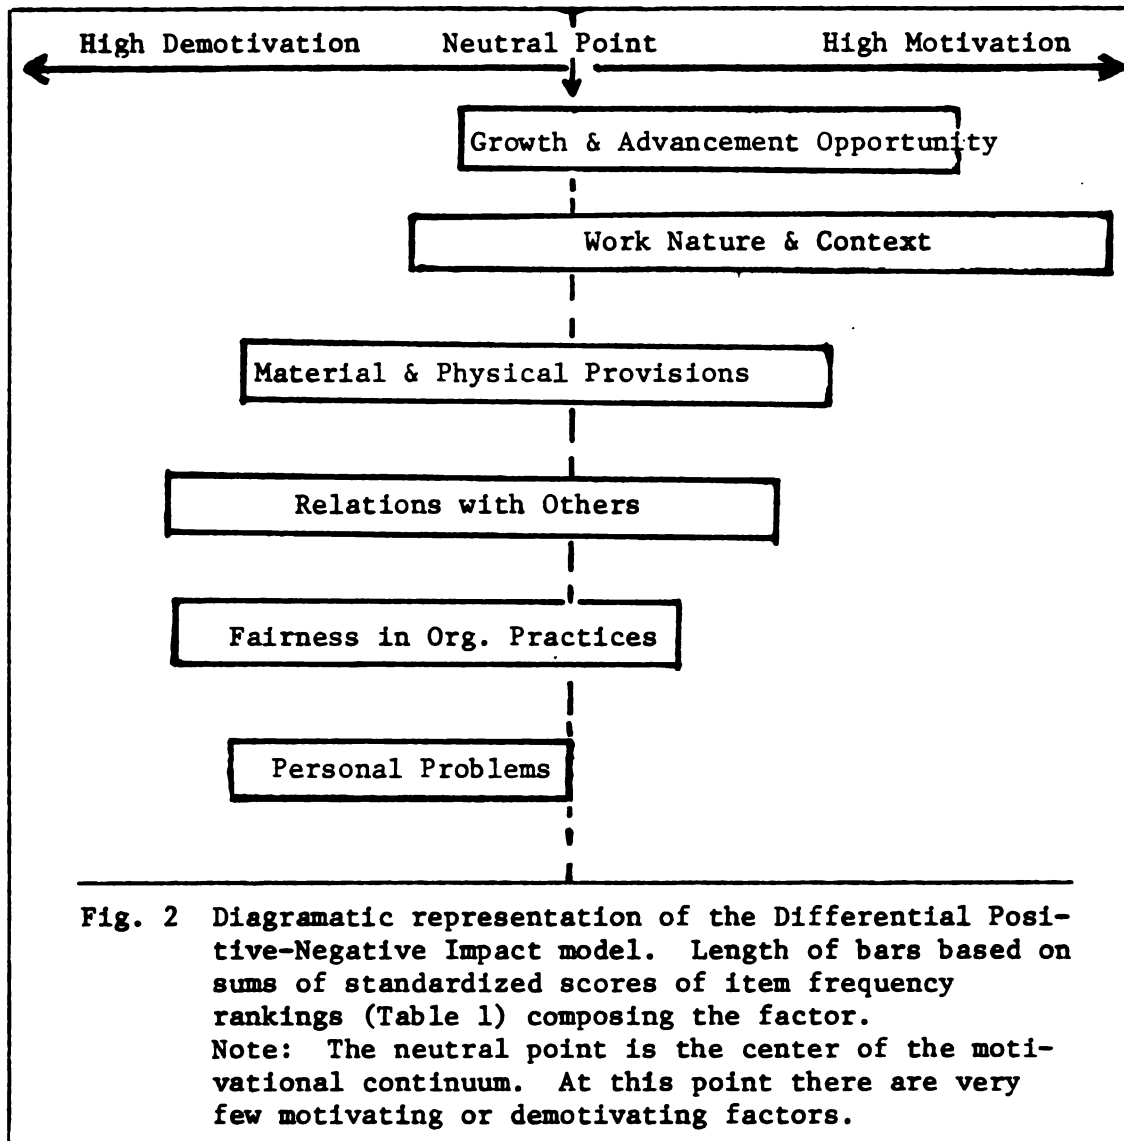 High Demotivation Neutral Point High Motivation
Growth & Advancement Opportunity
Work Nature & Context
Material & Physical Provisions
Relations with Others
Fairness in Org. Practices
Personal Problems
Fig. 2 Diagramatic representation of the Differential Posi-
tive-Negative Impact model. Length of bars based on
sums of standardized scores of item frequency
rankings (Table 1) composing the factor.
Note: The neutral point is the center of the moti-
vational continuum. At this point there are very
few motivating or demotivating factors.